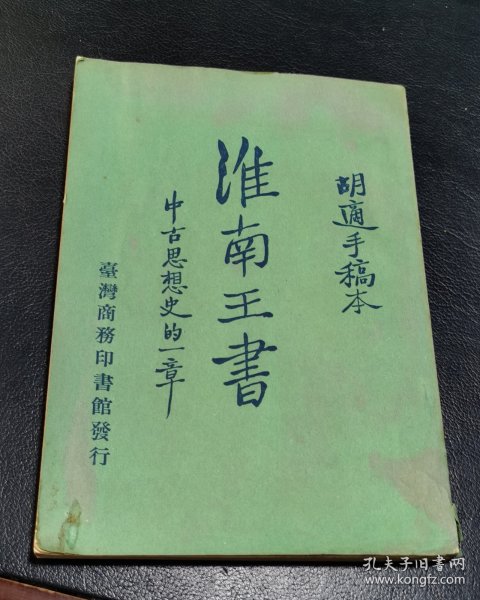 胡適手稿本
淮南王書
中古思想史的一章
臺灣商務印書館發行
孔夫子旧书网
www.kongfz.com